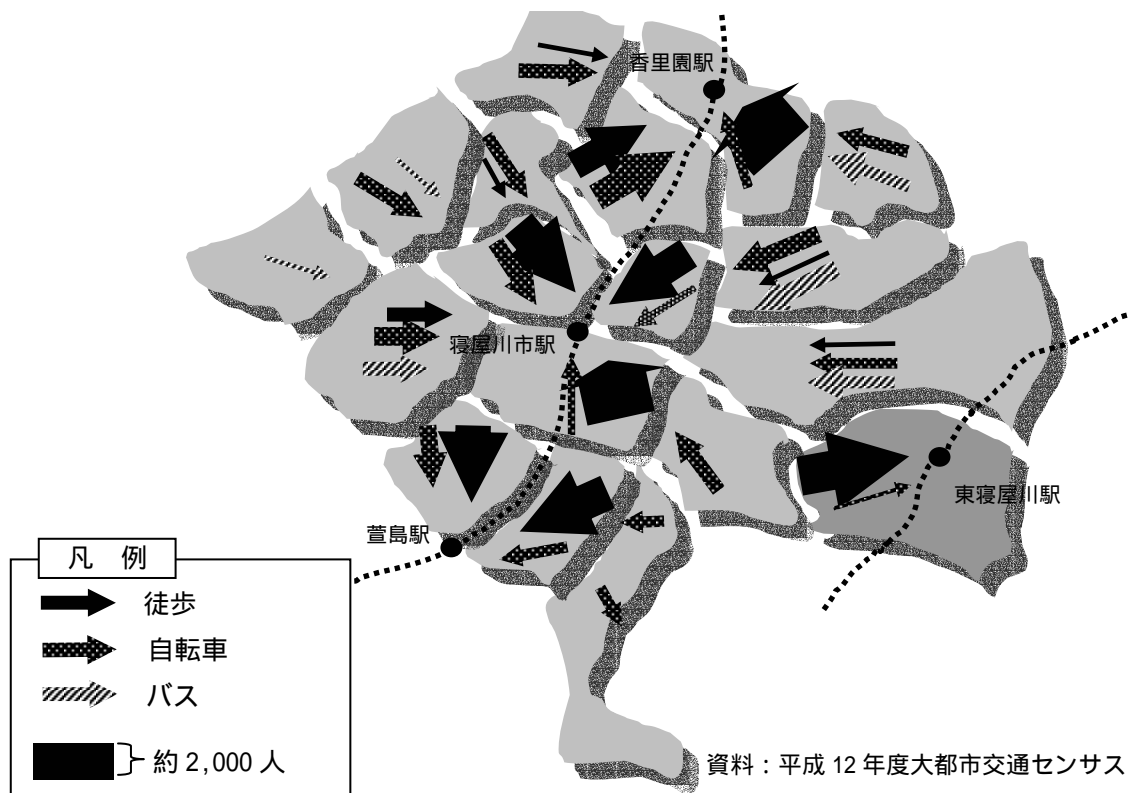 香里園駅
寝屋川市駅
東寝屋川駅
萱島駅
凡 例
徒歩
自転車
バス
約 2,000 人
資料：平成 12 年度大都市交通センサス